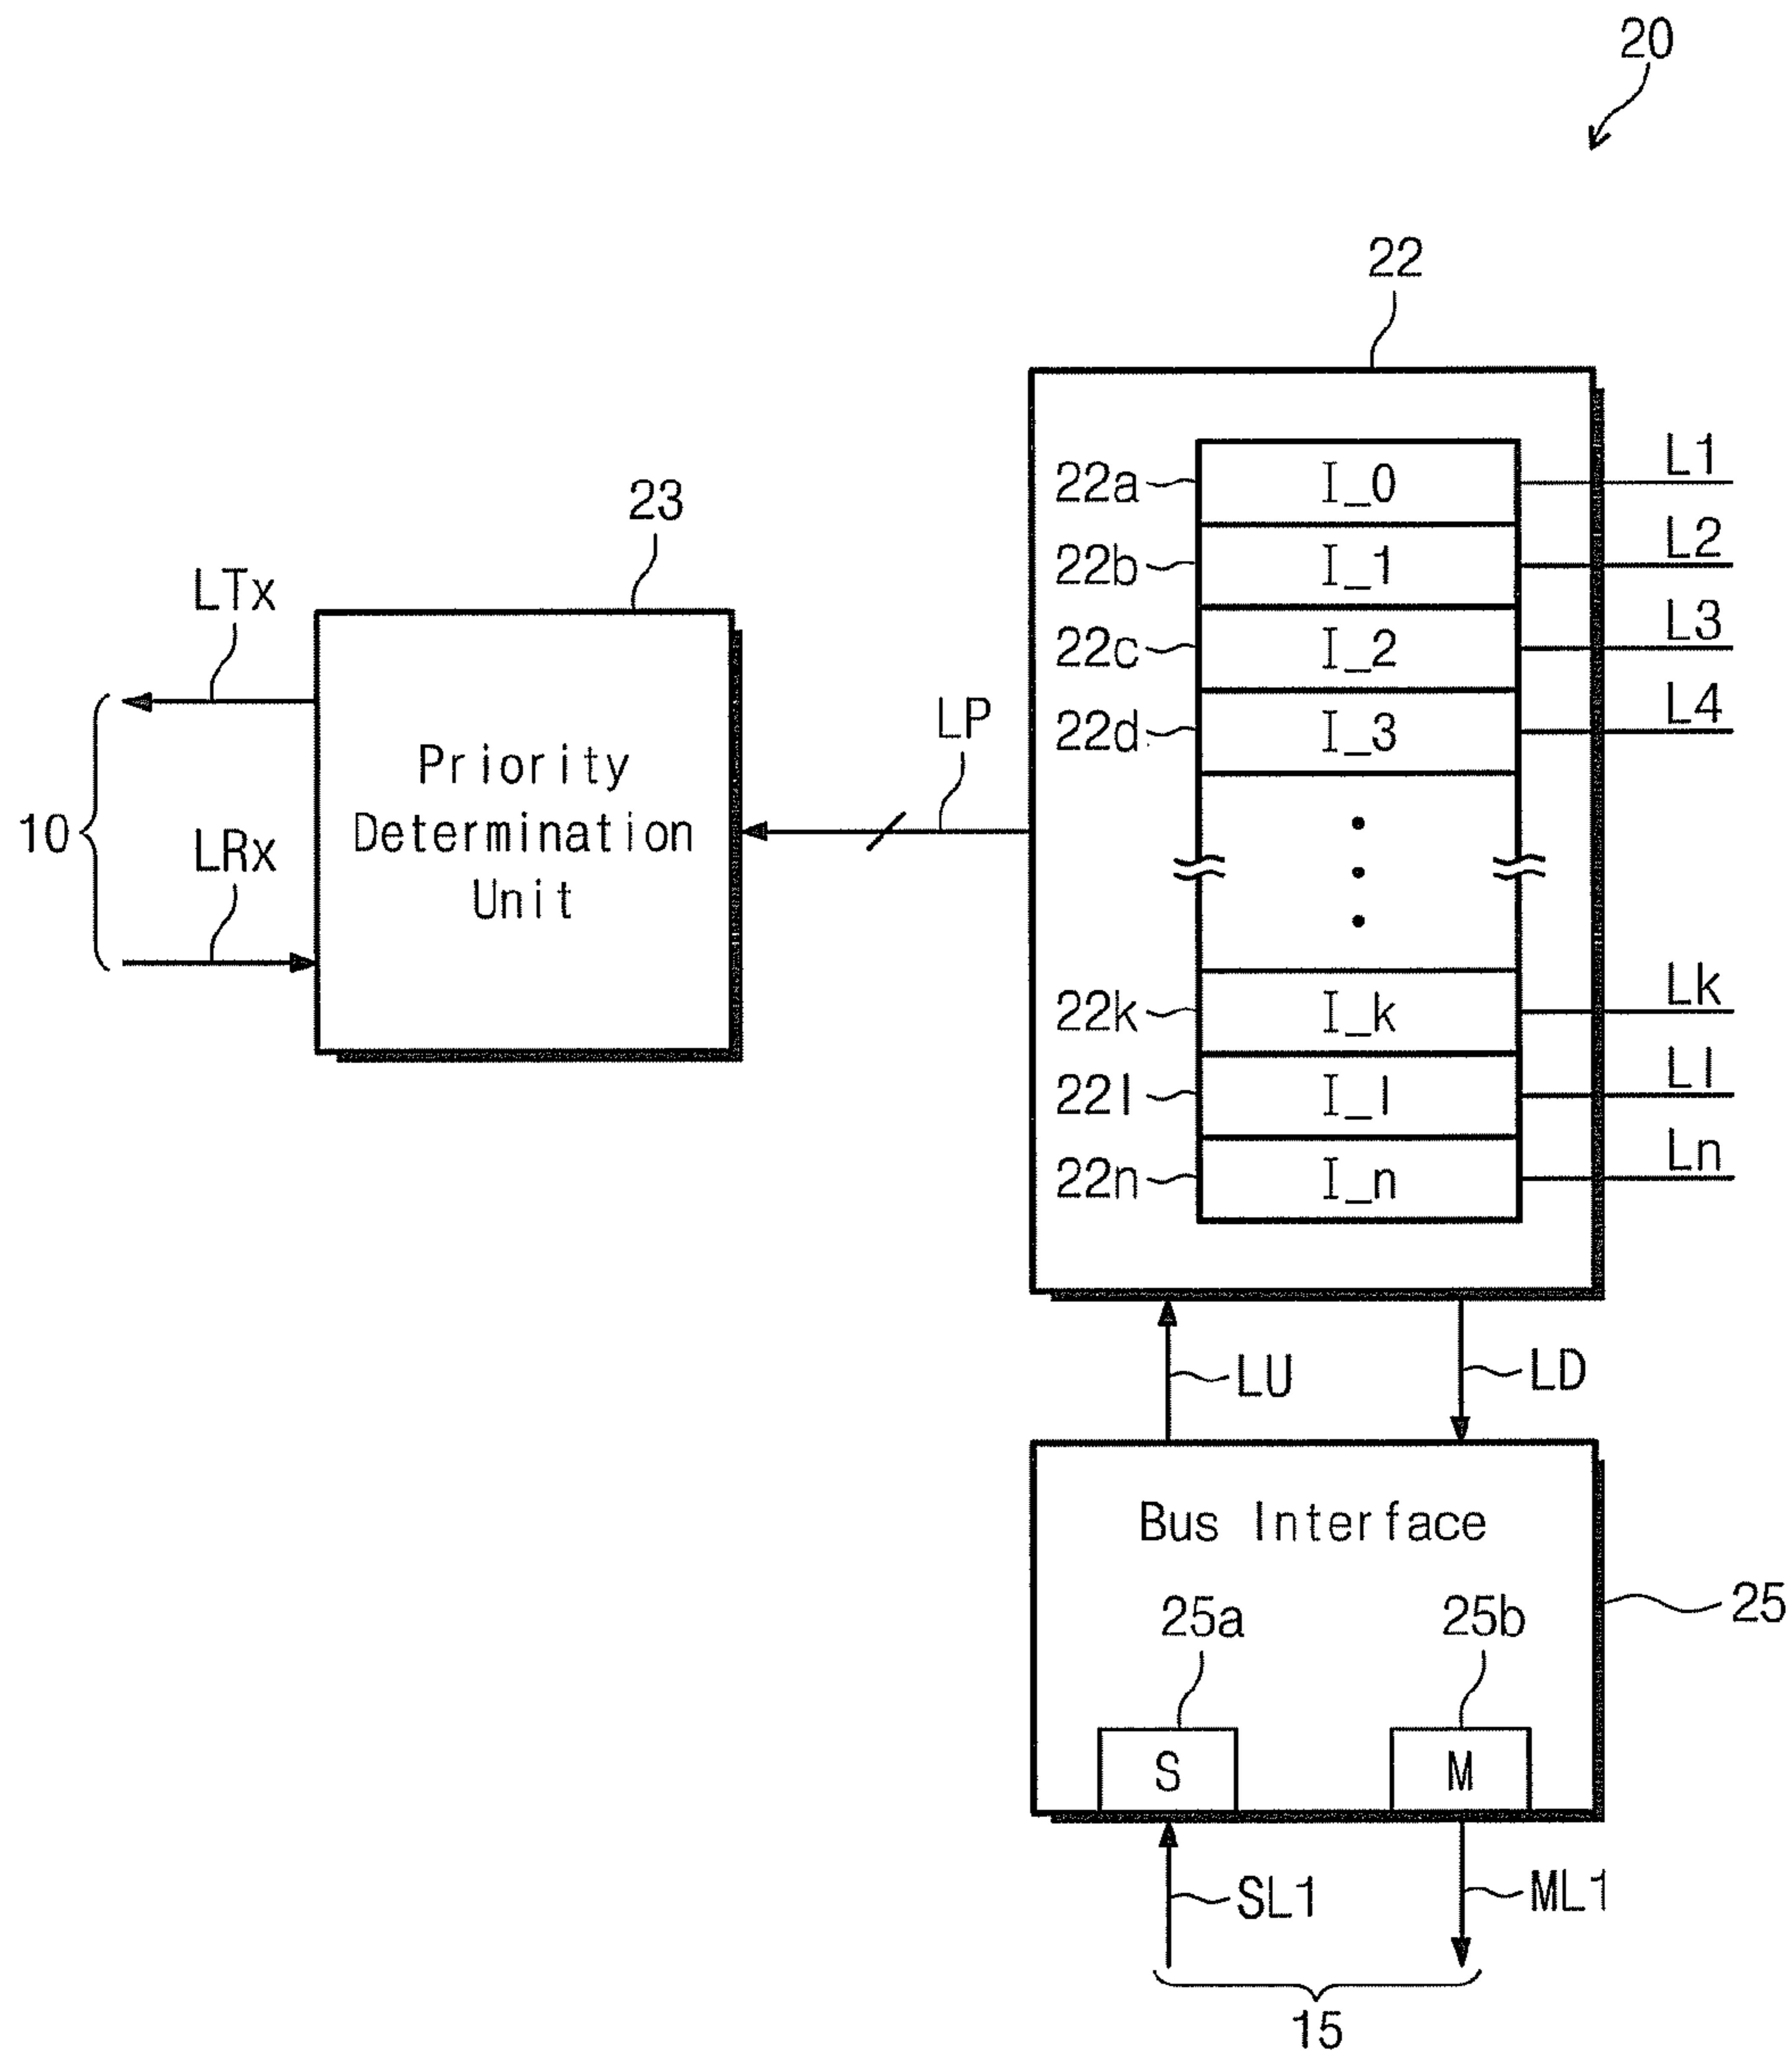 20
22
22a I_0 L1
22b I_1 L2
22c I_2 L3
22d I_3 L4
23
LTx
Priority
Determination
Unit
10
LRx
LP
22k I_k Lk
22l I_l Ll
22n I_n Ln
LU
LD
Bus Interface
25
25a
25b
S
M
SL1
ML1
15